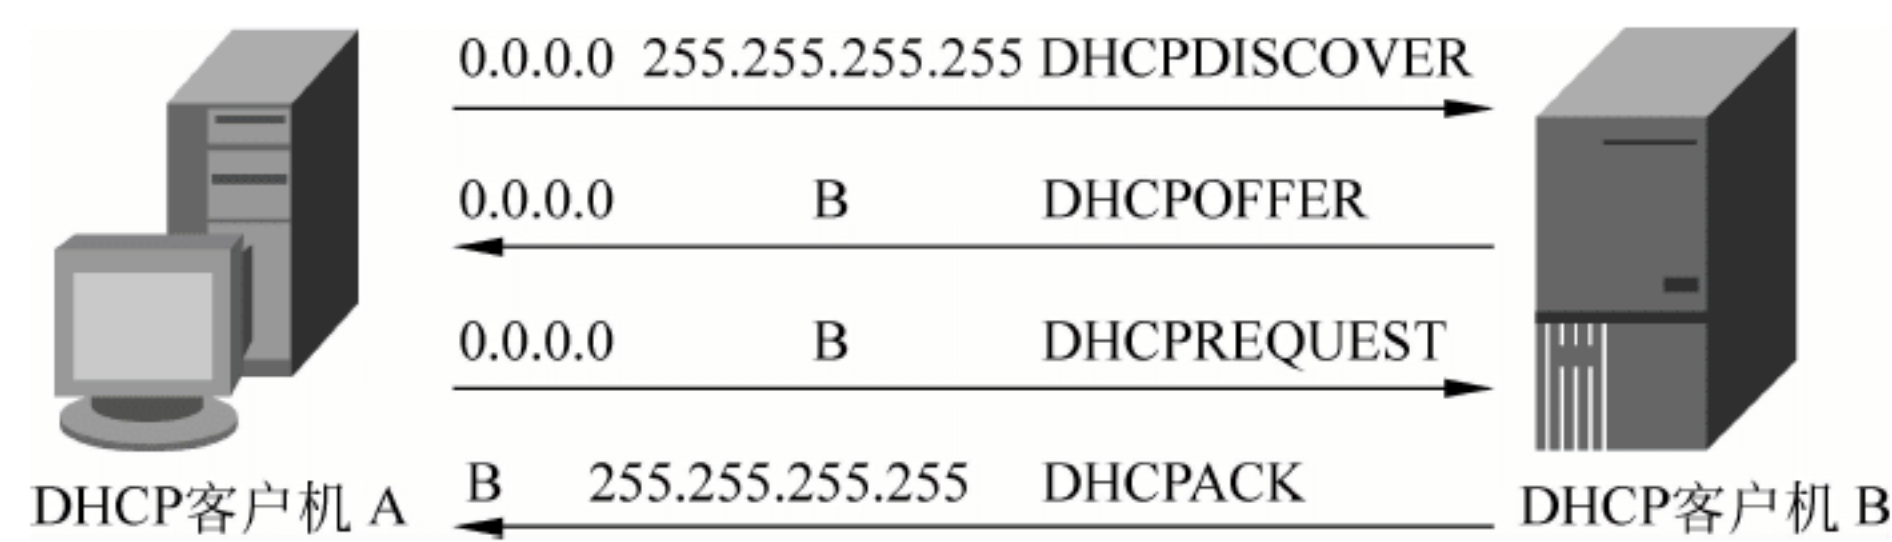 0.0.0.0 255.255.255.255 DHCPDISCOVER
0.0.0.0 B DHCPOFFER
0.0.0.0 B DHCPREQUEST
B 255.255.255.255 DHCPACK
DHCP客户机 A
DHCP客户机 B